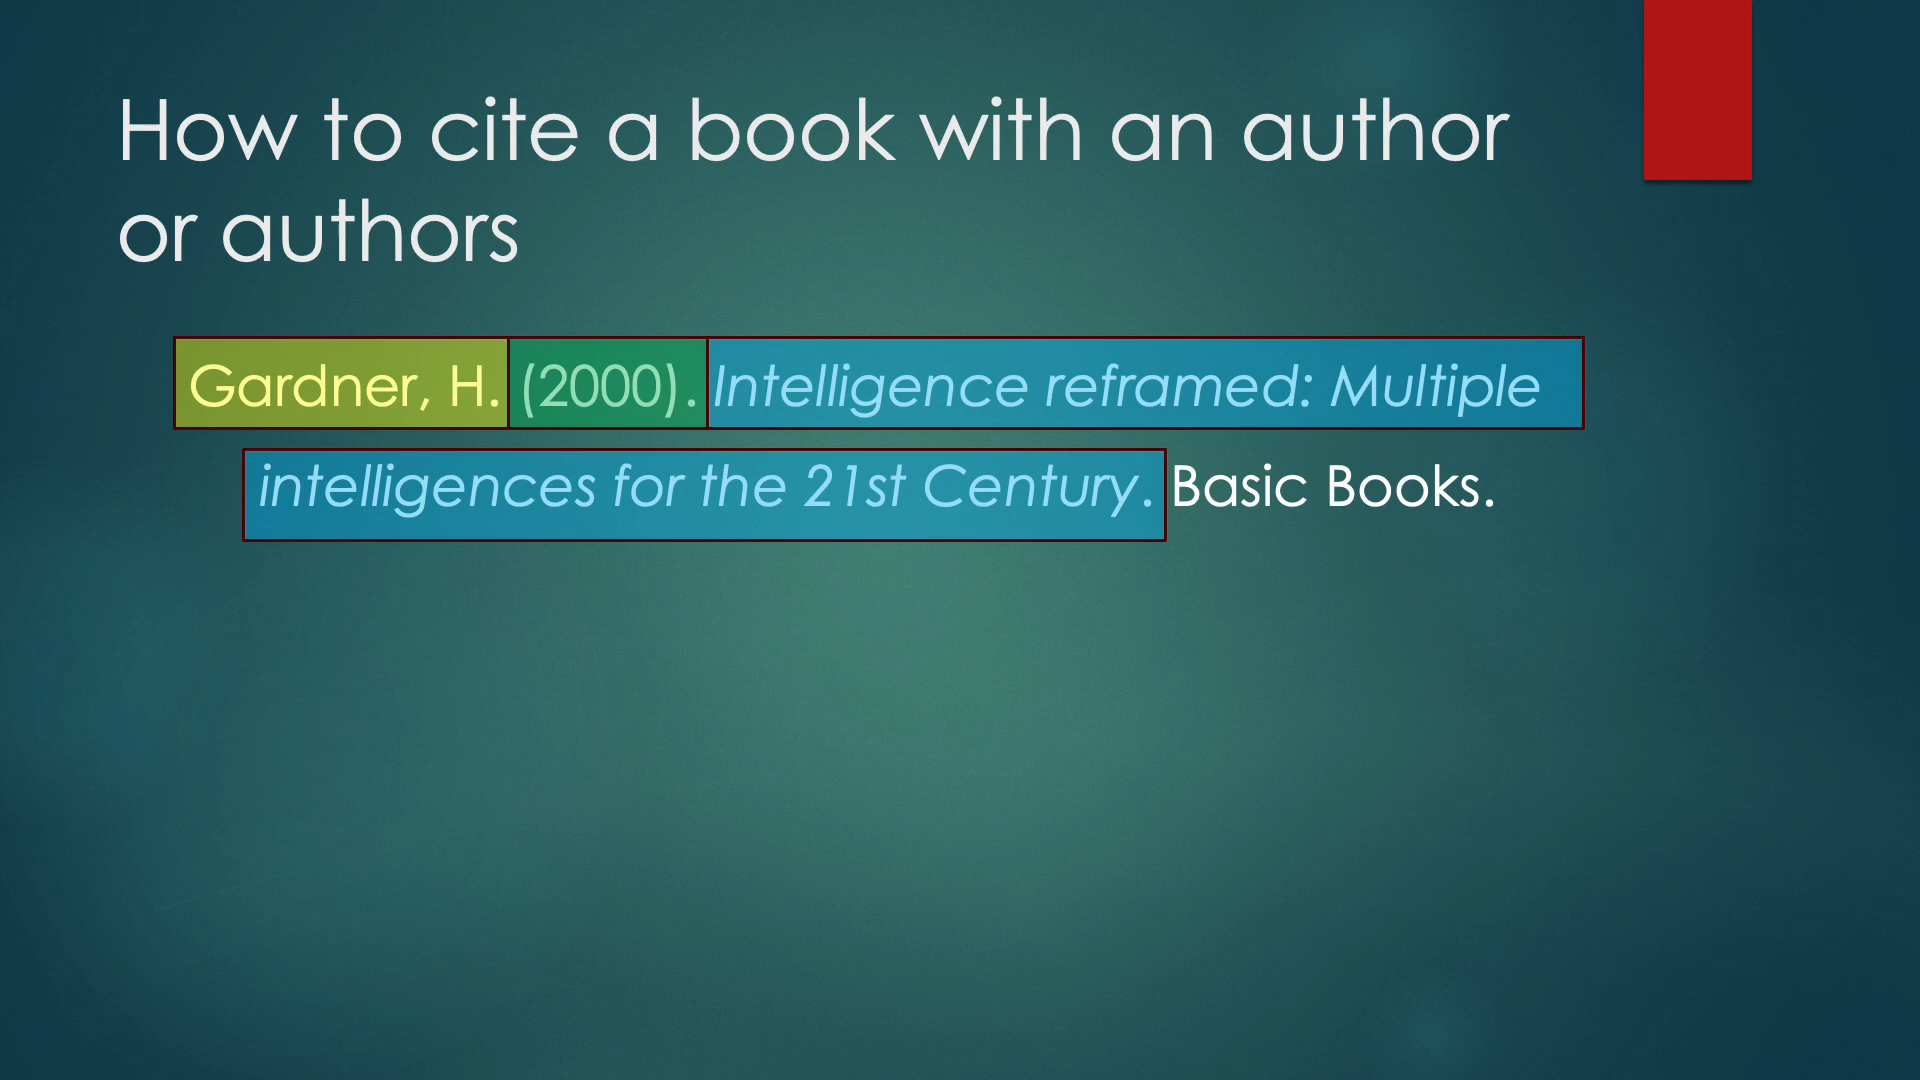 How to cite a book with an author
or authors
Gardner, H. (2000). Intelligence reframed: Multiple
intelligences for the 21st Century. Basic Books.